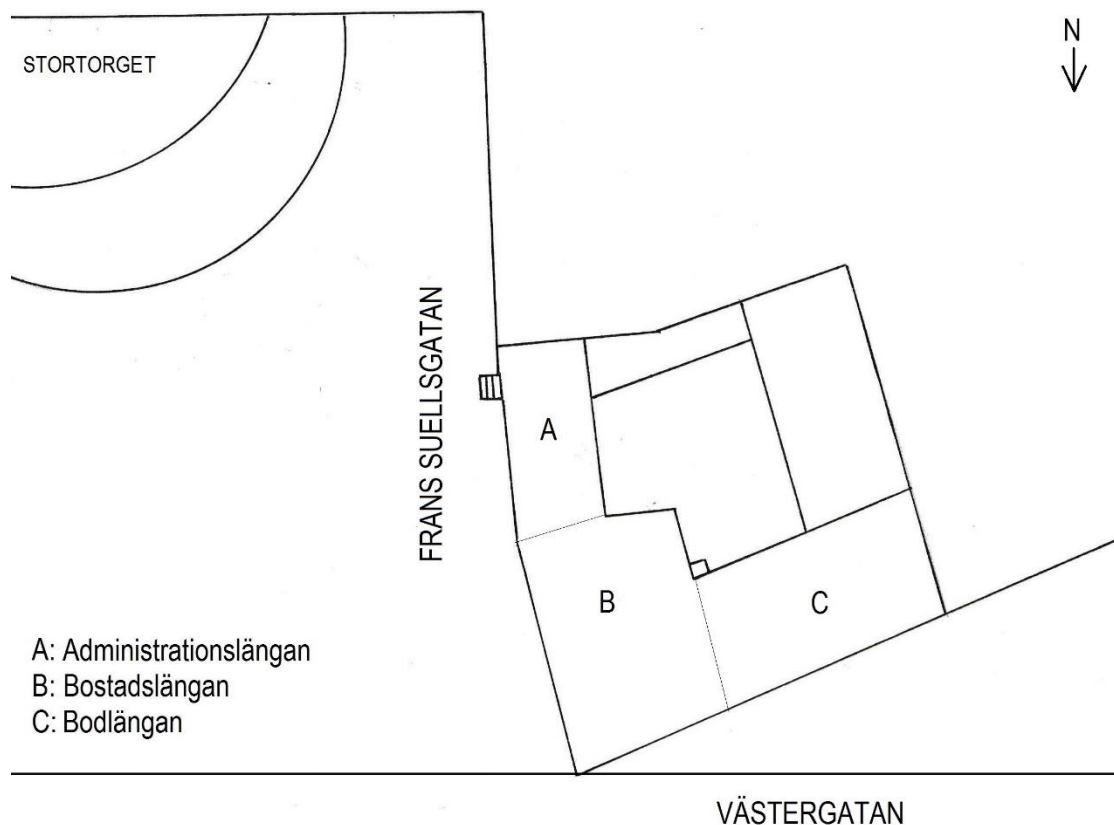 STORTORGET
N
FRANS SUELLSGATAN
A
B
C
A: Administrationslängan
B: Bostadslängan
C: Bodlängan
VÄSTERGATAN